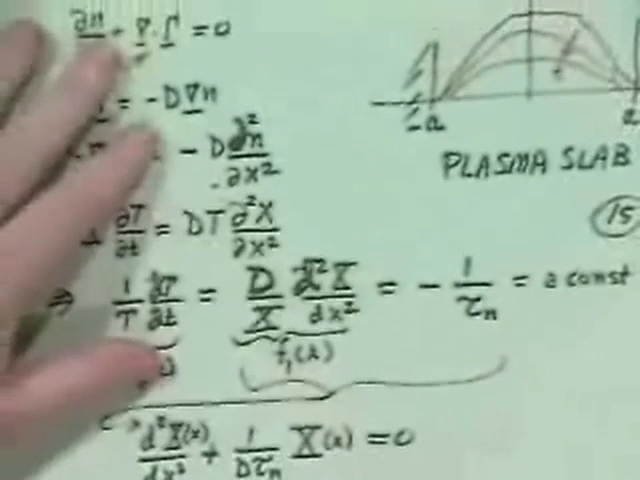 ∂n + ∇·Γ = 0
= -D∇n
- D ∂²n/∂x²
-a a
PLASMA SLAB
∂T/∂t = DT ∂²X/∂x²
15
⇒ 1/T ∂T/∂t = D/X d²X/dx² = - 1/τn = a const
f₁(x)
d²X(x)/dx² + 1/Dτn X(x) = 0